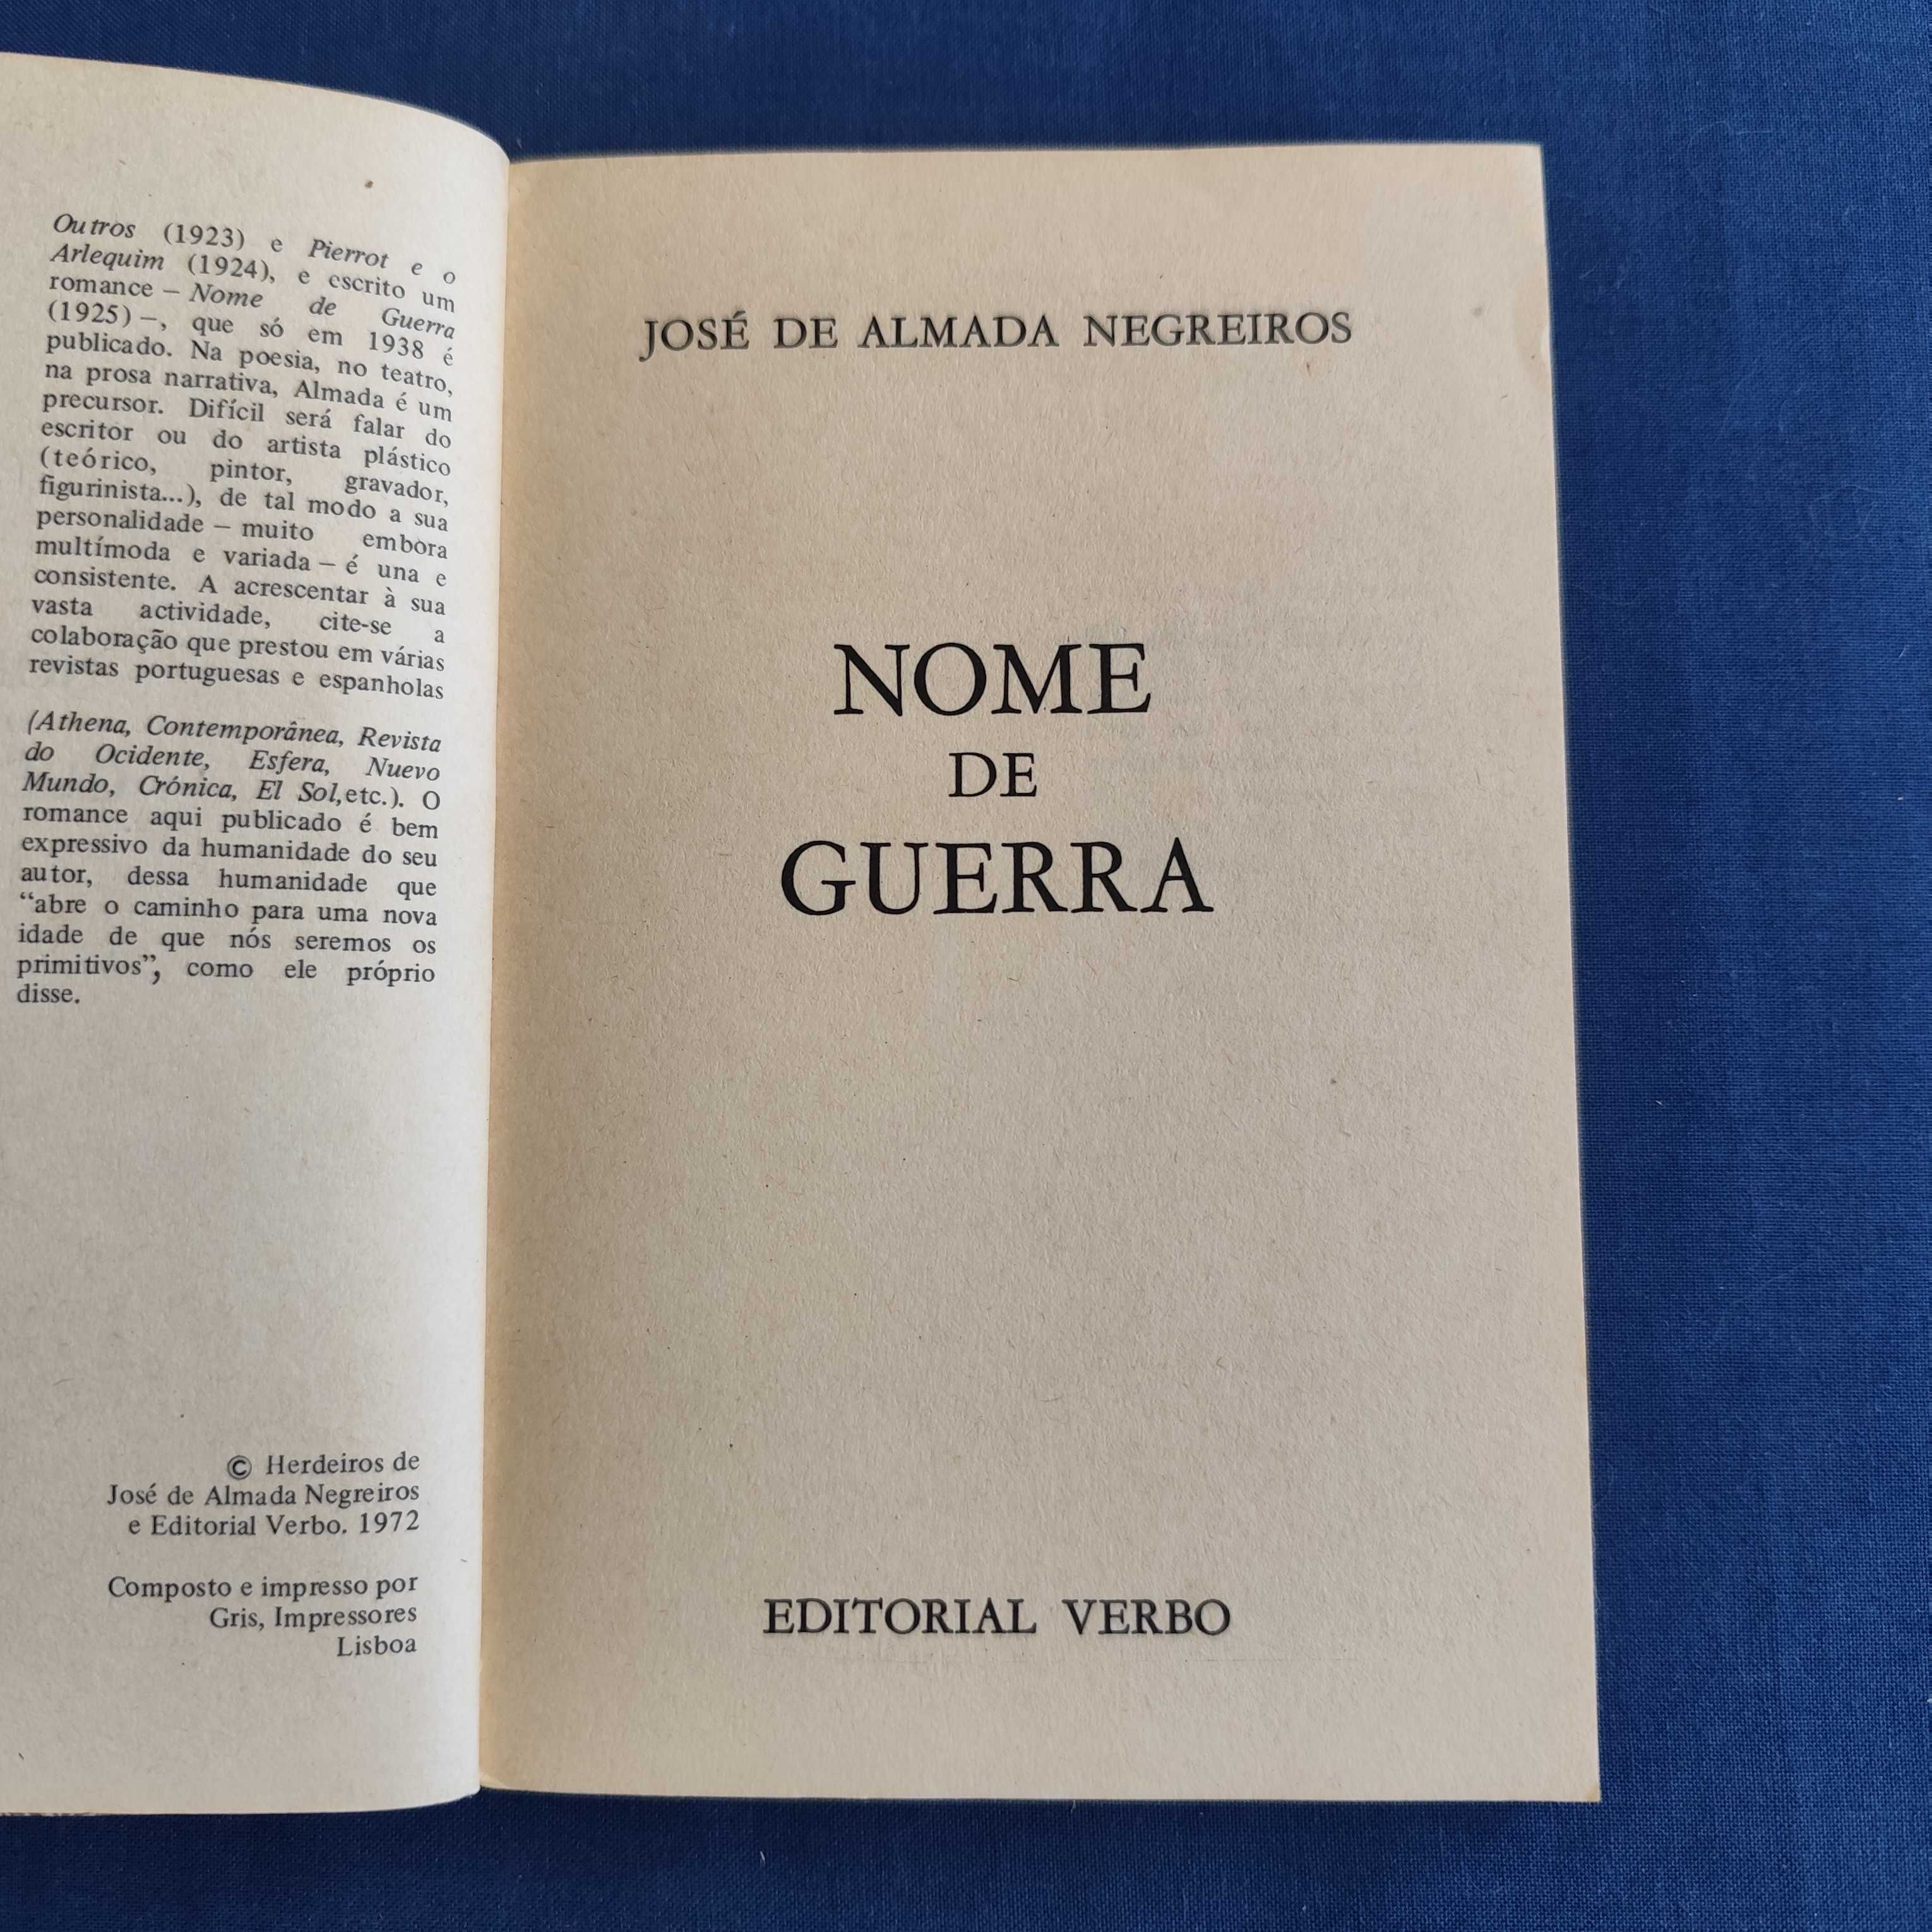 Outros (1923) e Pierrot e o
Arlequim (1924), e escrito um
romance – Nome de Guerra
(1925) –, que só em 1938 é
publicado. Na poesia, no teatro,
na prosa narrativa, Almada é um
precursor. Difícil será falar do
escritor ou do artista plástico
(teórico, pintor, gravador,
figurinista...), de tal modo a sua
personalidade – muito embora
multímoda e variada – é una e
consistente. A acrescentar à sua
vasta actividade, cite-se a
colaboração que prestou em várias
revistas portuguesas e espanholas
(Athena, Contemporânea, Revista
do Ocidente, Esfera, Nuevo
Mundo, Crónica, El Sol,etc.). O
romance aqui publicado é bem
expressivo da humanidade do seu
autor, dessa humanidade que
“abre o caminho para uma nova
idade de que nós seremos os
primitivos”, como ele próprio
disse.
© Herdeiros de
José de Almada Negreiros
e Editorial Verbo. 1972
Composto e impresso por
Gris, Impressores
Lisboa
JOSÉ DE ALMADA NEGREIROS
NOME
DE
GUERRA
EDITORIAL VERBO